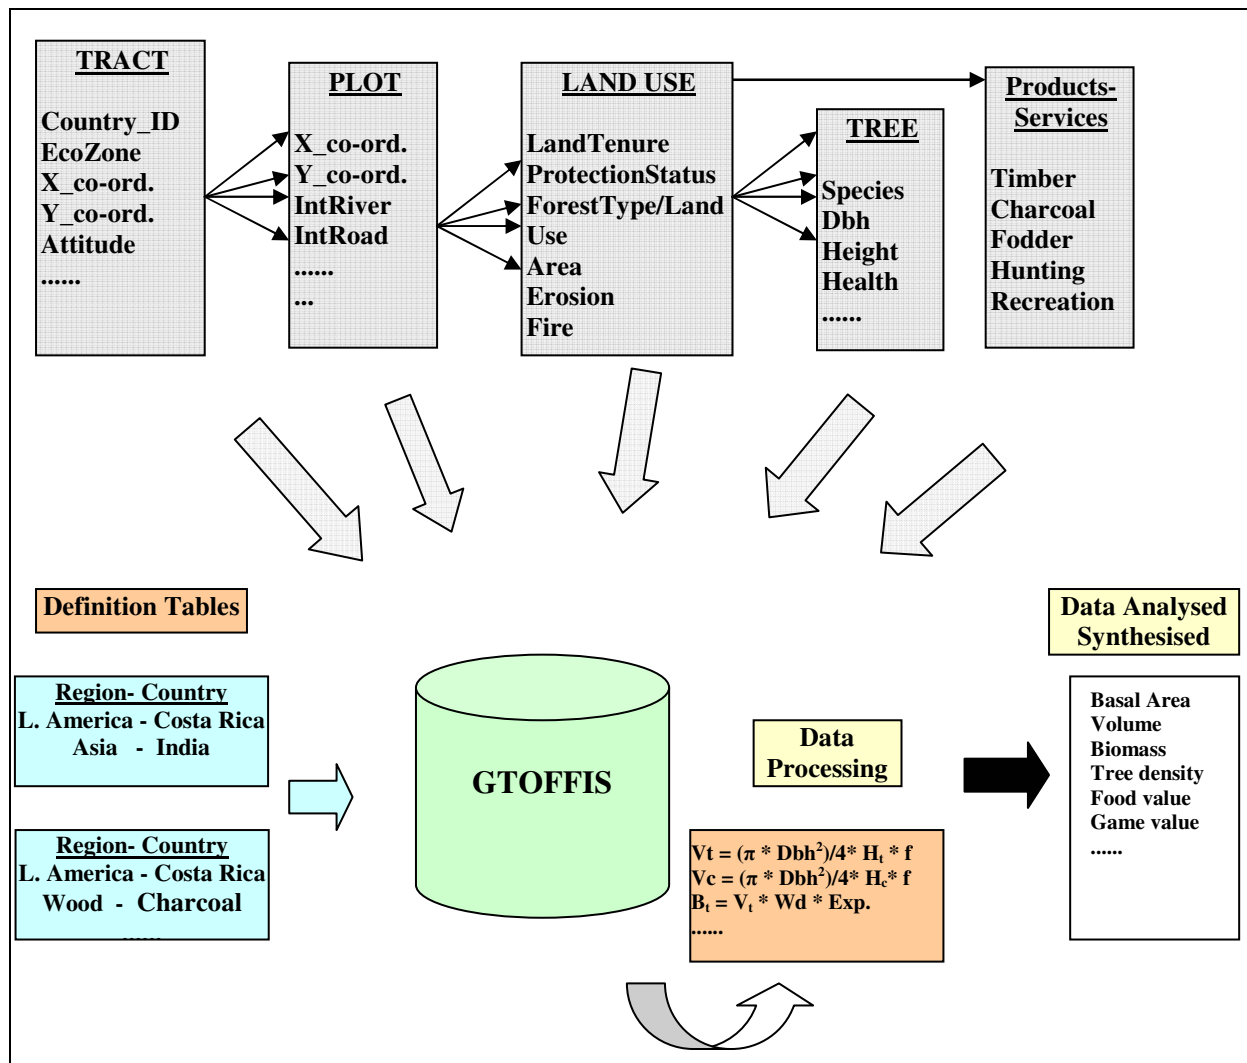 TRACT
Country_ID
EcoZone
X_co-ord.
Y_co-ord.
Attitude
......
PLOT
X_co-ord.
Y_co-ord.
IntRiver
IntRoad
......
...
LAND USE
LandTenure
ProtectionStatus
ForestType/Land
Use
Area
Erosion
Fire
TREE
Species
Dbh
Height
Health
......
Products-
Services
Timber
Charcoal
Fodder
Hunting
Recreation
Definition Tables
Region- Country
L. America - Costa Rica
Asia - India
Region- Country
L. America - Costa Rica
Wood - Charcoal
......
GTOFFIS
Data
Processing
Vt = (π * Dbh²)/4* Hₜ * f
Vc = (π * Dbh²)/4* H꜀* f
Bₜ = Vₜ * Wd * Exp.
......
Data Analysed
Synthesised
Basal Area
Volume
Biomass
Tree density
Food value
Game value
......